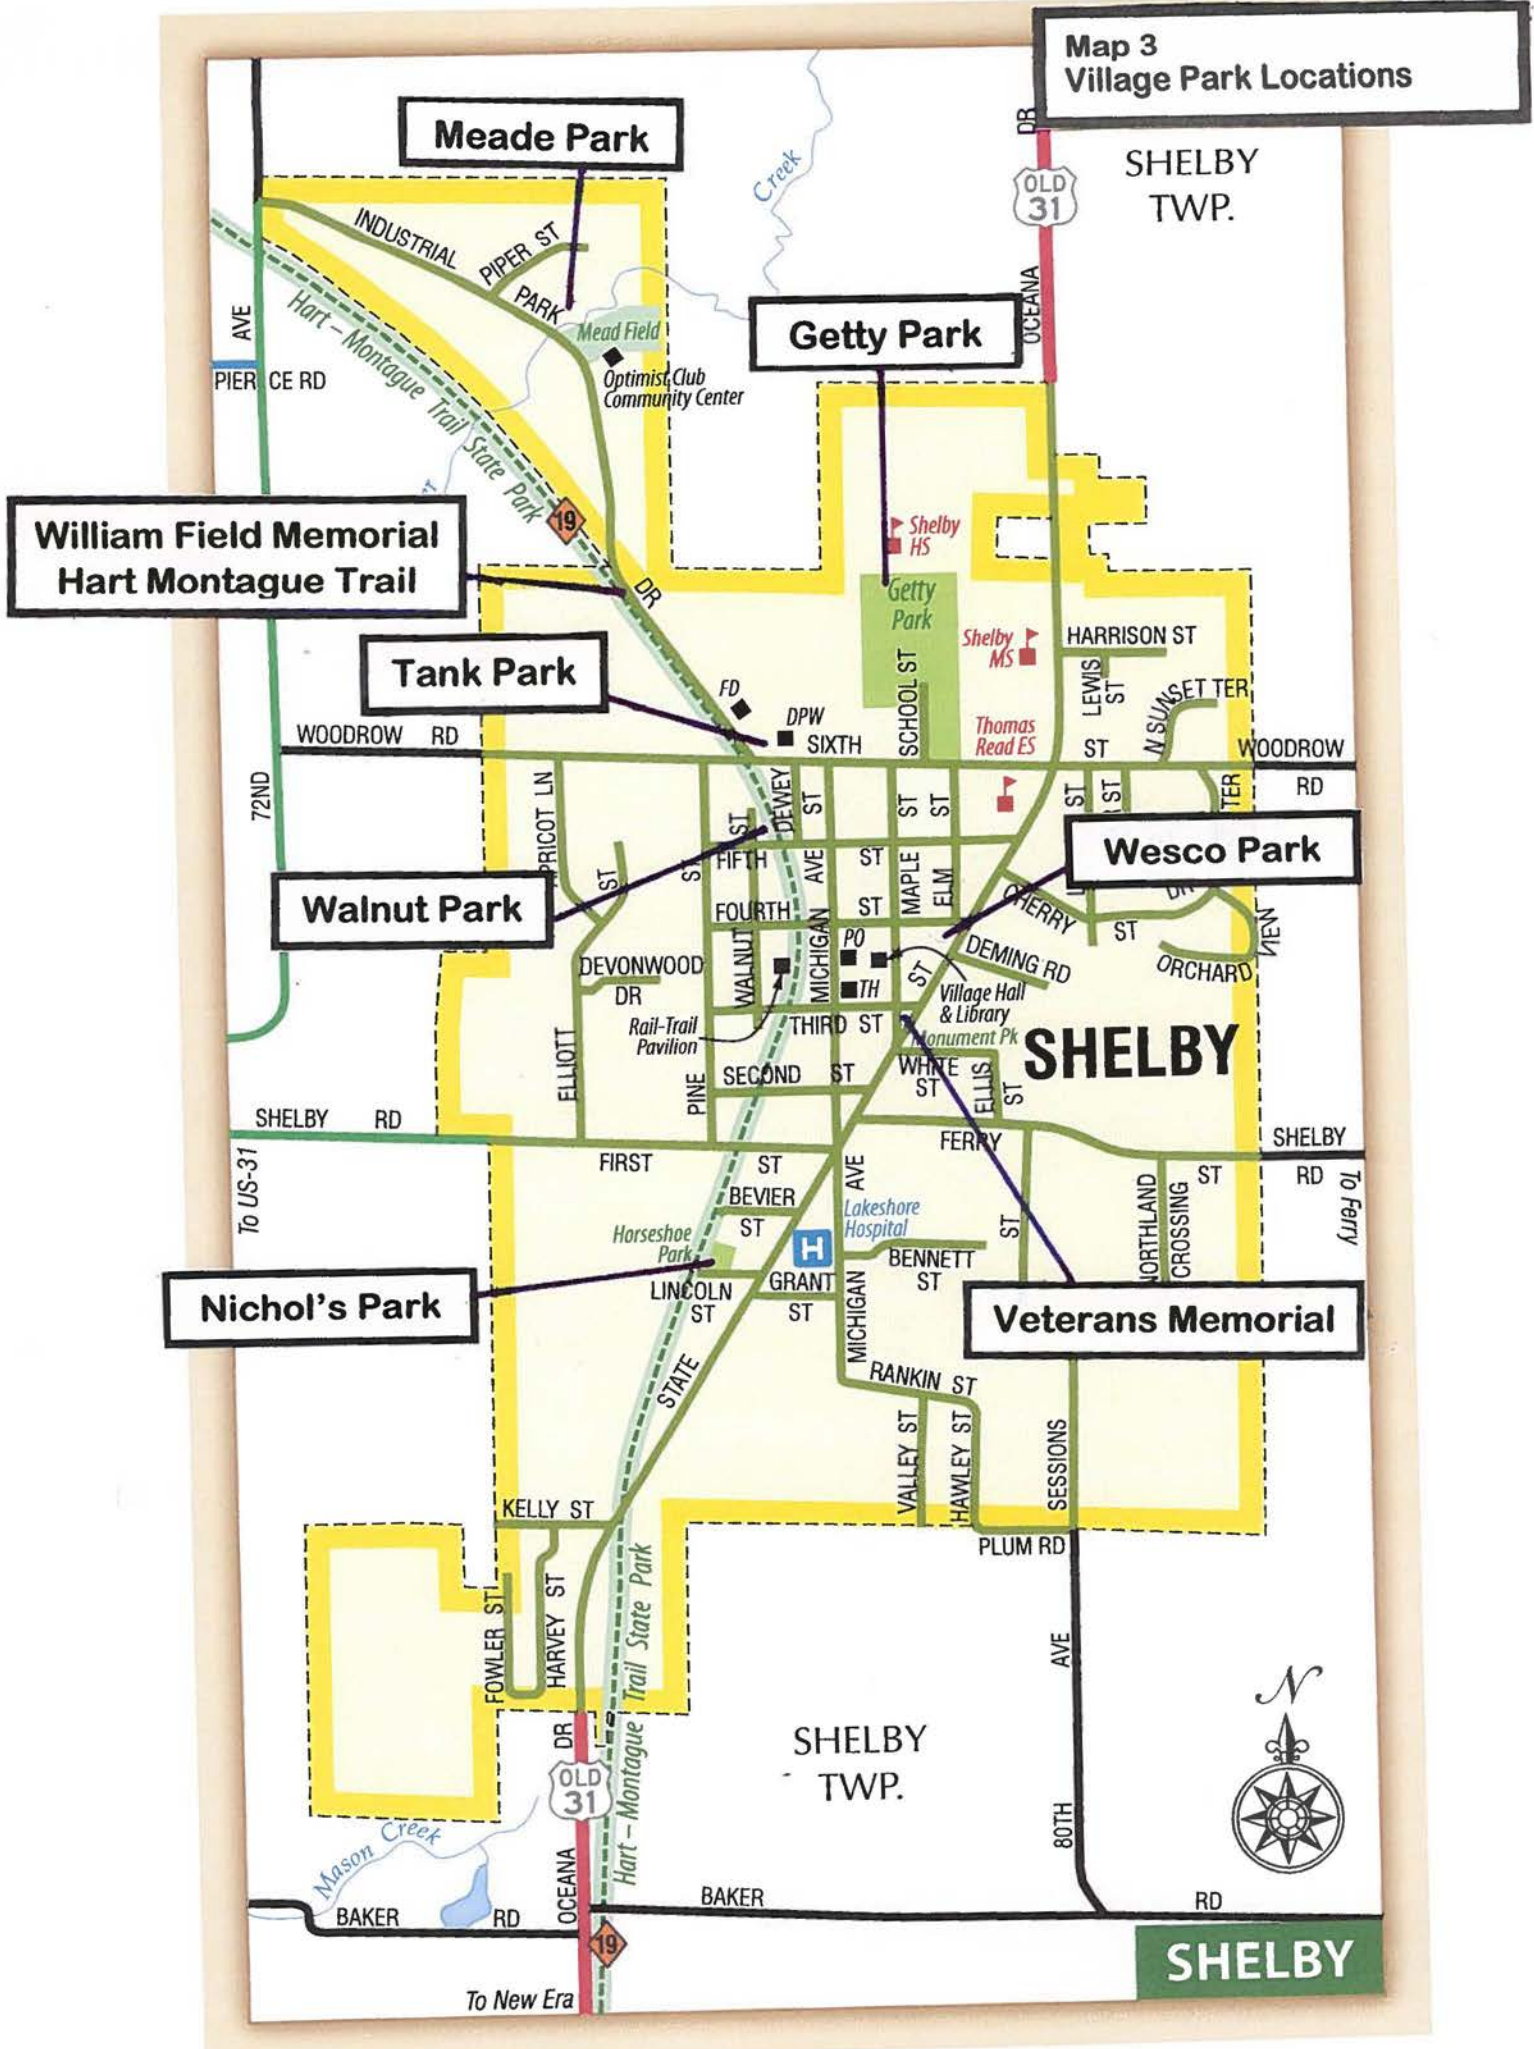 Map 3
Village Park Locations
DR
SHELBY
TWP.
Meade Park
Creek
OLD
31
INDUSTRIAL
PIPER ST
PARK
OCEANA
Getty Park
Mead Field
AVE
Hart – Montague Trail State Park
PIERCE RD
Optimist Club
Community Center
William Field Memorial
Hart Montague Trail
19
Shelby
HS
DR
Getty
Park
Shelby
MS
HARRISON ST
LEWIS
ST
N SUNSET TER
Tank Park
FD
DPW
SCHOOL ST
Thomas
Read ES
WOODROW RD
SIXTH
ST
WOODROW
RD
72ND
DEWEY
ST
ST
ST
ST
ST
TER
ST
Wesco Park
FIFTH
ST
AVE
ST
MAPLE
ELM
ST
CHERRY
ST
Walnut Park
FOURTH
ST
WALNUT
MICHIGAN
PO
DEMING RD
ORCHARD
NEW
DEVONWOOD
DR
TH
ST
Village Hall
& Library
Rail-Trail
Pavilion
THIRD ST
Monument Pk
SHELBY
ELLIOTT
PINE
SECOND ST
WHITE
ST
ELLIS
ST
SHELBY RD
FERRY
SHELBY
To US-31
FIRST
ST
AVE
ST
RD
To Ferry
BEVIER
ST
NORTHLAND
CROSSING
Horseshoe
Park
H
Lakeshore
Hospital
ST
BENNETT
ST
Nichol's Park
LINCOLN
ST
GRANT
ST
MICHIGAN
Veterans Memorial
STATE
RANKIN ST
VALLEY ST
HAWLEY ST
SESSIONS
KELLY ST
PLUM RD
FOWLER ST
HARVEY ST
Hart – Montague Trail State Park
AVE
N
DR
SHELBY
TWP.
OLD
31
80TH
Mason Creek
OCEANA
BAKER RD
BAKER
RD
19
SHELBY
To New Era